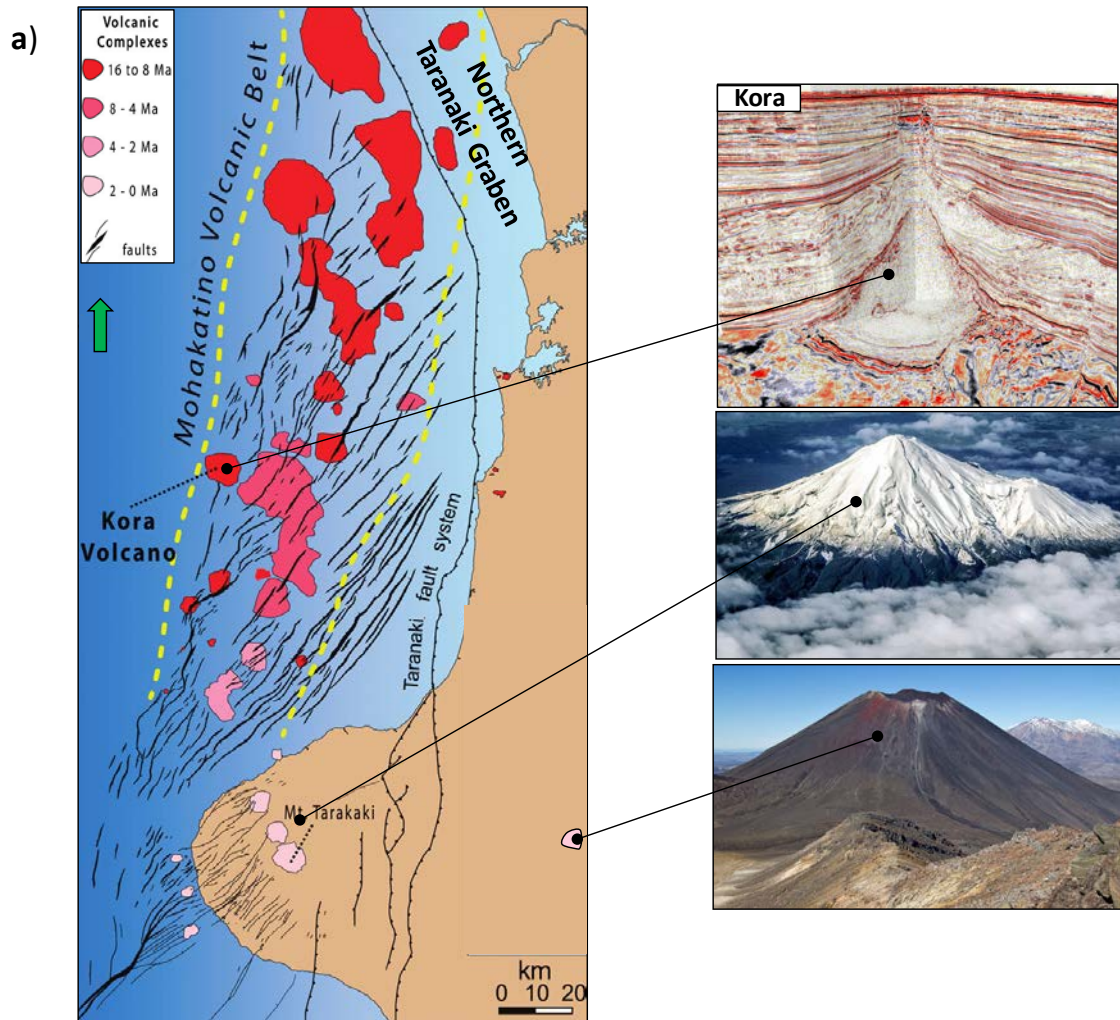 a)
Volcanic
Complexes
16 to 8 Ma
8 - 4 Ma
4 - 2 Ma
2 - 0 Ma
faults
Mohakatino Volcanic Belt
Northern
Taranaki Graben
Kora
Volcano
Taranaki fault system
Mt. Tarakaki
km
0 10 20
Kora